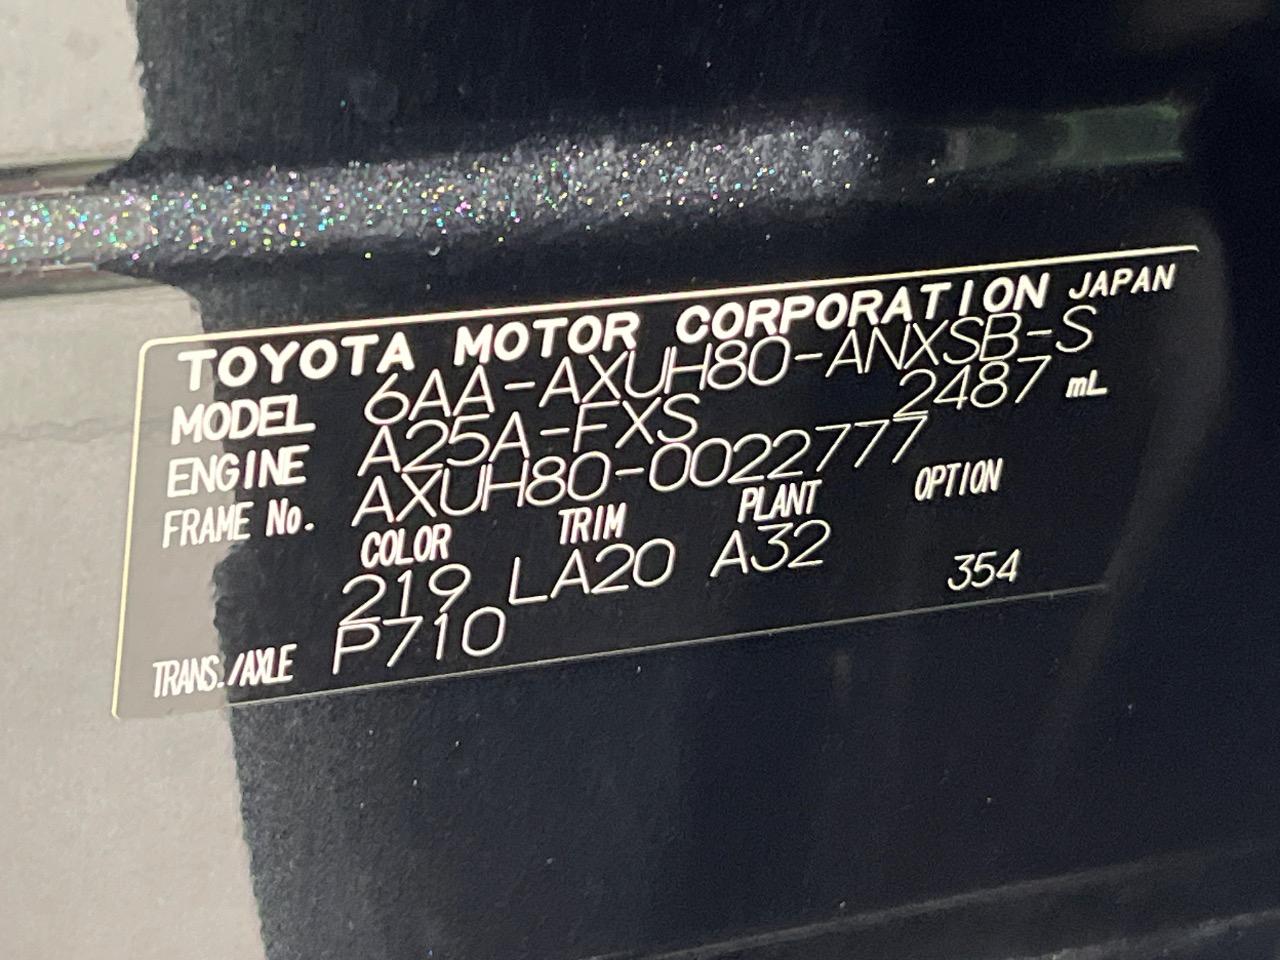 TOYOTA MOTOR CORPORATION JAPAN
MODEL 6AA-AXUH80-ANXSB-S
ENGINE A25A-FXS 2487 mL
FRAME No. AXUH80-0022777
COLOR TRIM PLANT OPTION
219 LA20 A32 354
TRANS./AXLE P710